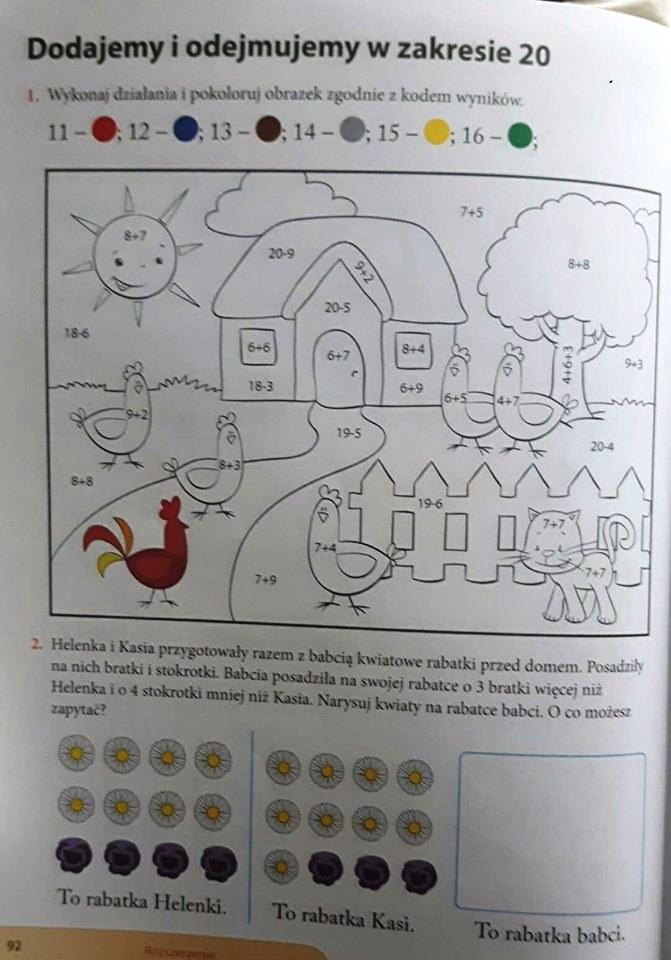 Dodajemy i odejmujemy w zakresie 20
1. Wykonaj działania i pokoloruj obrazek zgodnie z kodem wyników.
11 – ; 12 – ; 13 – ; 14 – ; 15 – ; 16 – ;
7+5
8+7
20-9
9+2
8+8
20-5
18-6
6+6
6+7
8+4
4+6+3
9+3
18-3
6+9
6+5
4+7
9+2
19-5
20-4
8+3
8+8
19-6
7+7
7+4
7+7
7+9
2. Helenka i Kasia przygotowały razem z babcią kwiatowe rabatki przed domem. Posadziły
na nich bratki i stokrotki. Babcia posadziła na swojej rabatce o 3 bratki więcej niż
Helenka i o 4 stokrotki mniej niż Kasia. Narysuj kwiaty na rabatce babci. O co możesz
zapytać?
To rabatka Helenki.
To rabatka Kasi.
To rabatka babci.
92
Rozszerzenie